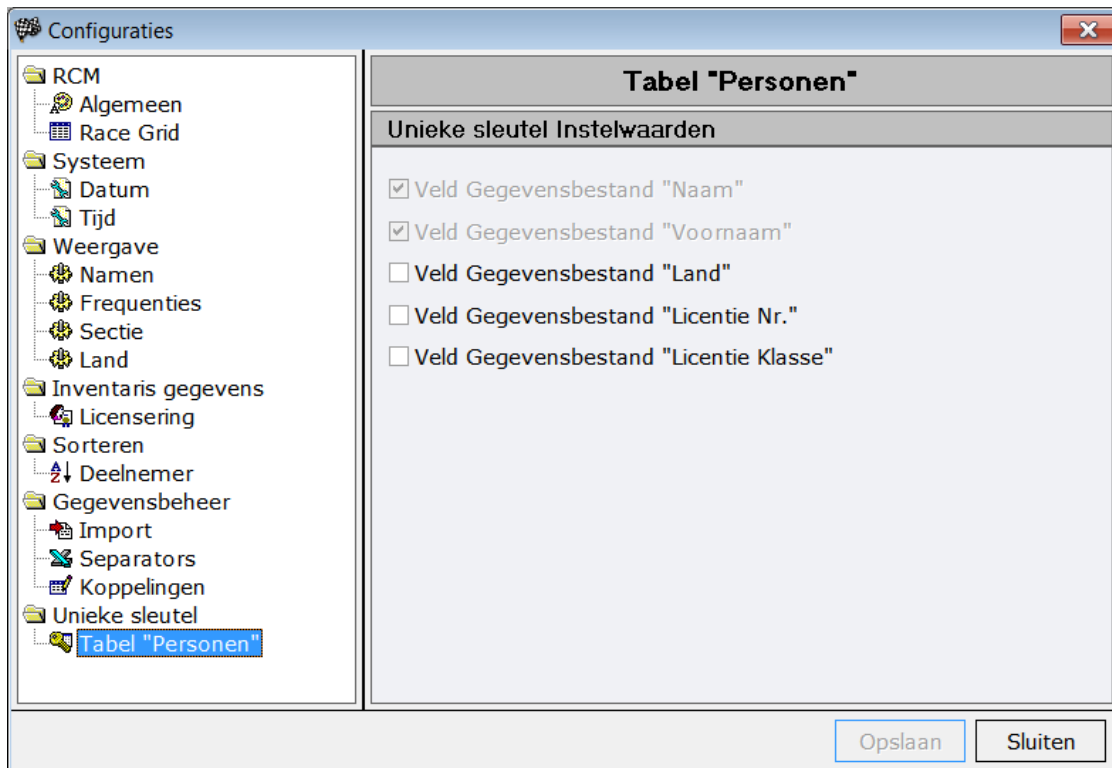 Configuraties
RCM
Algemeen
Race Grid
Systeem
Datum
Tijd
Weergave
Namen
Frequenties
Sectie
Land
Inventaris gegevens
Licensering
Sorteren
Deelnemer
Gegevensbeheer
Import
Separators
Koppelingen
Unieke sleutel
Tabel "Personen"
Tabel "Personen"
Unieke sleutel Instelwaarden
Veld Gegevensbestand "Naam"
Veld Gegevensbestand "Voornaam"
Veld Gegevensbestand "Land"
Veld Gegevensbestand "Licentie Nr."
Veld Gegevensbestand "Licentie Klasse"
Opslaan
Sluiten